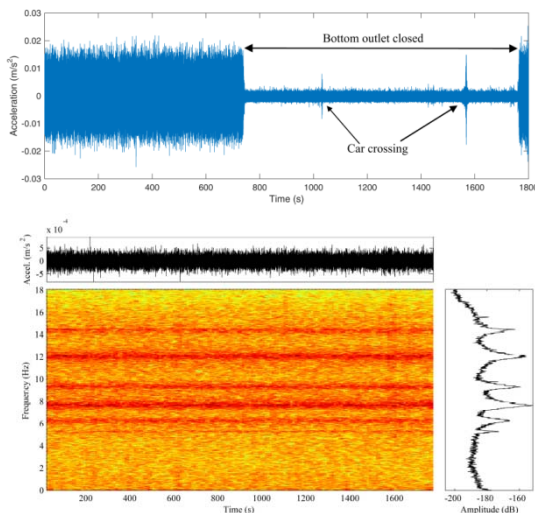 0.03
0.02
0.01
0
-0.01
-0.02
-0.03
Acceleration (m/s²)
Bottom outlet closed
Car crossing
0 200 400 600 800 1000 1200 1400 1600 1800
Time (s)
x 10⁻⁴
5
0
-5
Accel. (m/s²)
18
16
14
12
10
8
6
4
2
0
Frequency (Hz)
200 400 600 800 1000 1200 1400 1600
Time (s)
-200 -180 -160
Amplitude (dB)